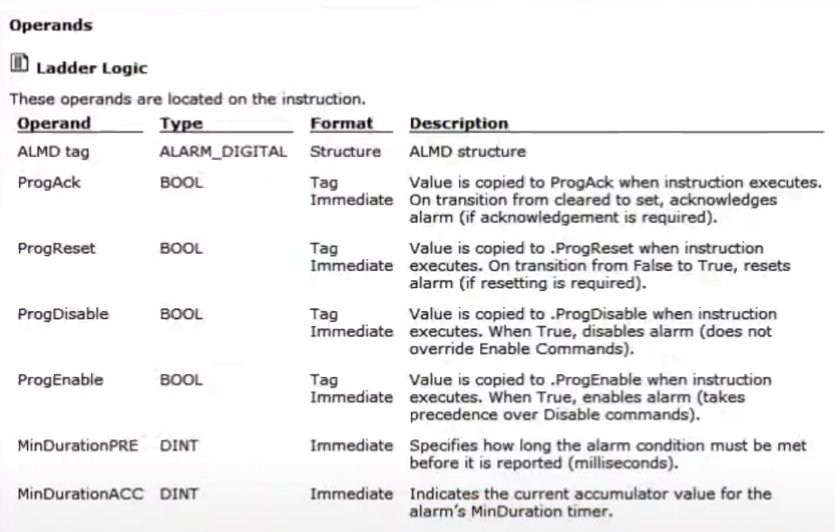 Operands
Ladder Logic
These operands are located on the instruction.
Operand Type Format Description
ALMD tag ALARM_DIGITAL Structure ALMD structure
ProgAck BOOL Tag Value is copied to ProgAck when instruction executes.
Immediate On transition from cleared to set, acknowledges
alarm (if acknowledgement is required).
ProgReset BOOL Tag Value is copied to .ProgReset when instruction
Immediate executes. On transition from False to True, resets
alarm (if resetting is required).
ProgDisable BOOL Tag Value is copied to .ProgDisable when instruction
Immediate executes. When True, disables alarm (does not
override Enable Commands).
ProgEnable BOOL Tag Value is copied to .ProgEnable when instruction
Immediate executes. When True, enables alarm (takes
precedence over Disable commands).
MinDurationPRE DINT Immediate Specifies how long the alarm condition must be met
before it is reported (milliseconds).
MinDurationACC DINT Immediate Indicates the current accumulator value for the
alarm's MinDuration timer.